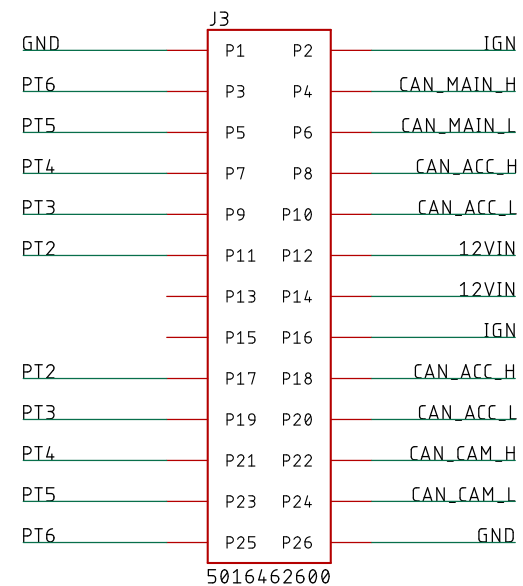 J3
GND P1 P2 IGN
PT6 P3 P4 CAN_MAIN_H
PT5 P5 P6 CAN_MAIN_L
PT4 P7 P8 CAN_ACC_H
PT3 P9 P10 CAN_ACC_L
PT2 P11 P12 12VIN
P13 P14 12VIN
P15 P16 IGN
PT2 P17 P18 CAN_ACC_H
PT3 P19 P20 CAN_ACC_L
PT4 P21 P22 CAN_CAM_H
PT5 P23 P24 CAN_CAM_L
PT6 P25 P26 GND
5016462600